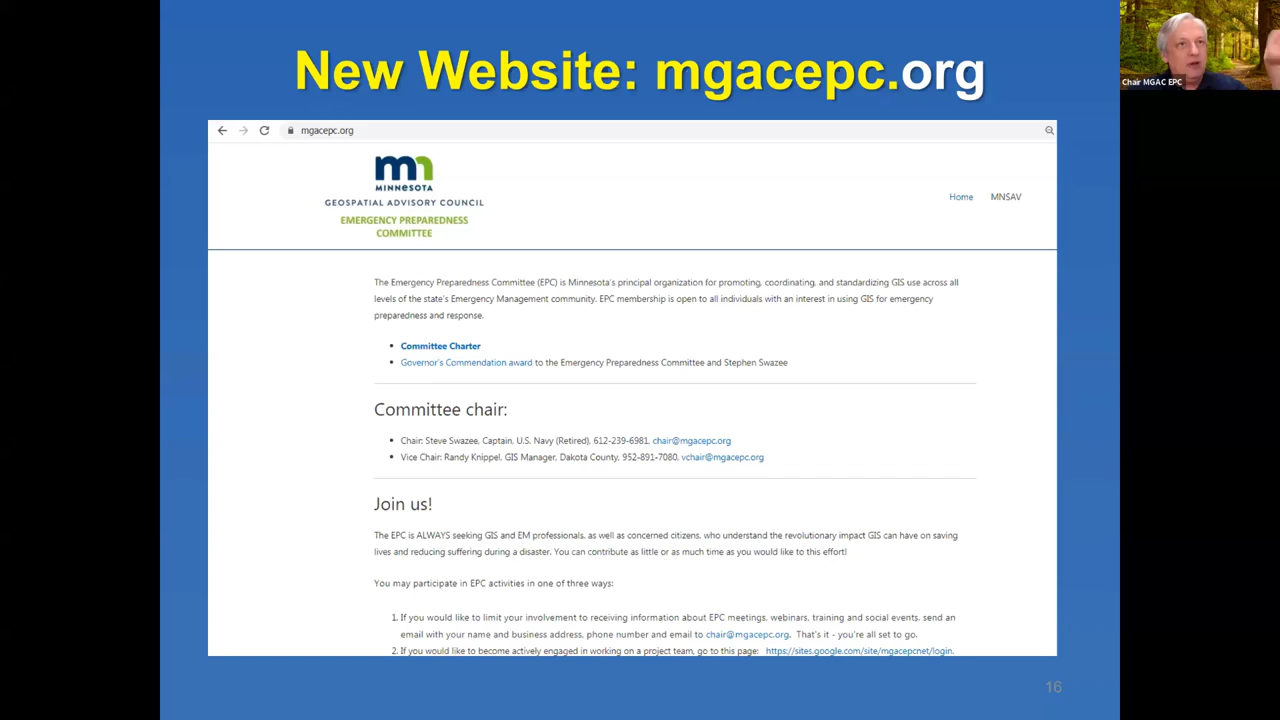 New Website: mgacepc.org
Chair MGAC EPC
mgacepc.org
mn
MINNESOTA
GEOSPATIAL ADVISORY COUNCIL
EMERGENCY PREPAREDNESS
COMMITTEE
Home MNSAV
The Emergency Preparedness Committee (EPC) is Minnesota's principal organization for promoting, coordinating, and standardizing GIS use across all
levels of the state's Emergency Management community. EPC membership is open to all individuals with an interest in using GIS for emergency
preparedness and response.
• Committee Charter
• Governor's Commendation award to the Emergency Preparedness Committee and Stephen Swazee
Committee chair:
• Chair: Steve Swazee, Captain, U.S. Navy (Retired), 612-239-6981, chair@mgacepc.org
• Vice Chair: Randy Knippel, GIS Manager, Dakota County, 952-891-7080, vchair@mgacepc.org
Join us!
The EPC is ALWAYS seeking GIS and EM professionals, as well as concerned citizens, who understand the revolutionary impact GIS can have on saving
lives and reducing suffering during a disaster. You can contribute as little or as much time as you would like to this effort!
You may participate in EPC activities in one of three ways:
1. If you would like to limit your involvement to receiving information about EPC meetings, webinars, training and social events, send an
email with your name and business address, phone number and email to chair@mgacepc.org. That's it - you're all set to go.
2. If you would like to become actively engaged in working on a project team, go to this page: https://sites.google.com/site/mgacepcnet/login.
16